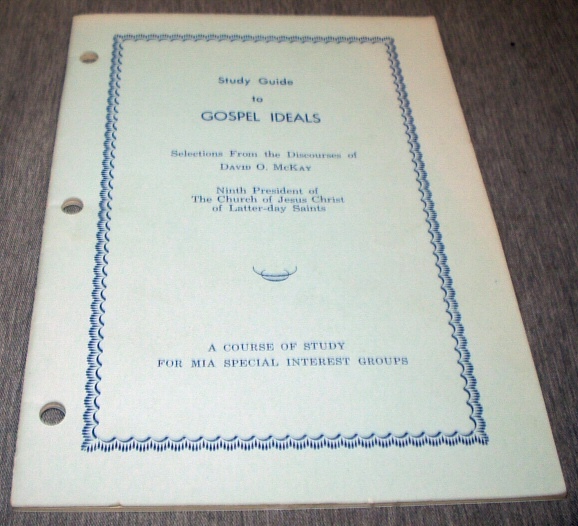 Study Guide
to
GOSPEL IDEALS
Selections From the Discourses of
DAVID O. MCKAY
Ninth President of
The Church of Jesus Christ
of Latter-day Saints
A COURSE OF STUDY
FOR MIA SPECIAL INTEREST GROUPS